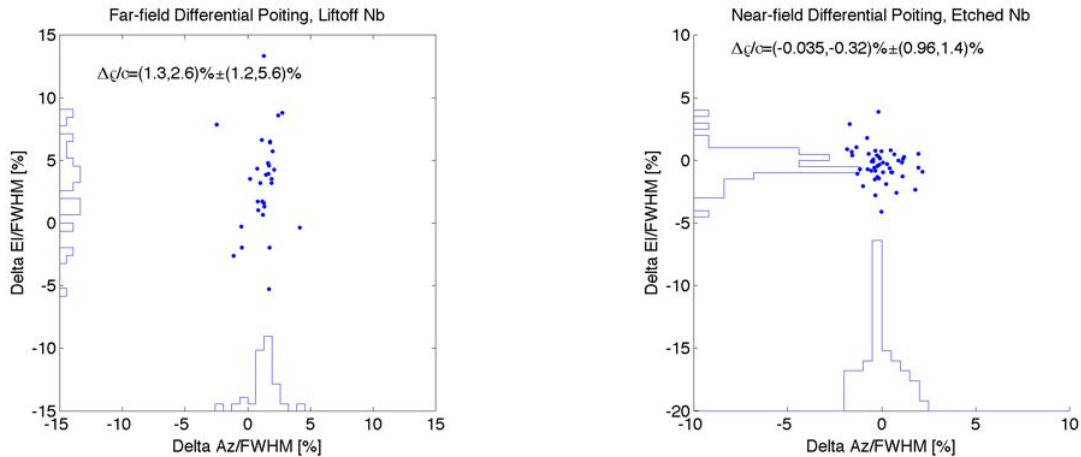 Far-field Differential Poiting, Liftoff Nb
Δς/σ=(1.3,2.6)%±(1.2,5.6)%
15
10
5
0
-5
-10
-15
Delta El/FWHM [%]
-15 -10 -5 0 5 10 15
Delta Az/FWHM [%]
Near-field Differential Poiting, Etched Nb
Δς/σ=(-0.035,-0.32)%±(0.96,1.4)%
10
5
0
-5
-10
-15
-20
Delta El/FWHM [%]
-10 -5 0 5 10
Delta Az/FWHM [%]